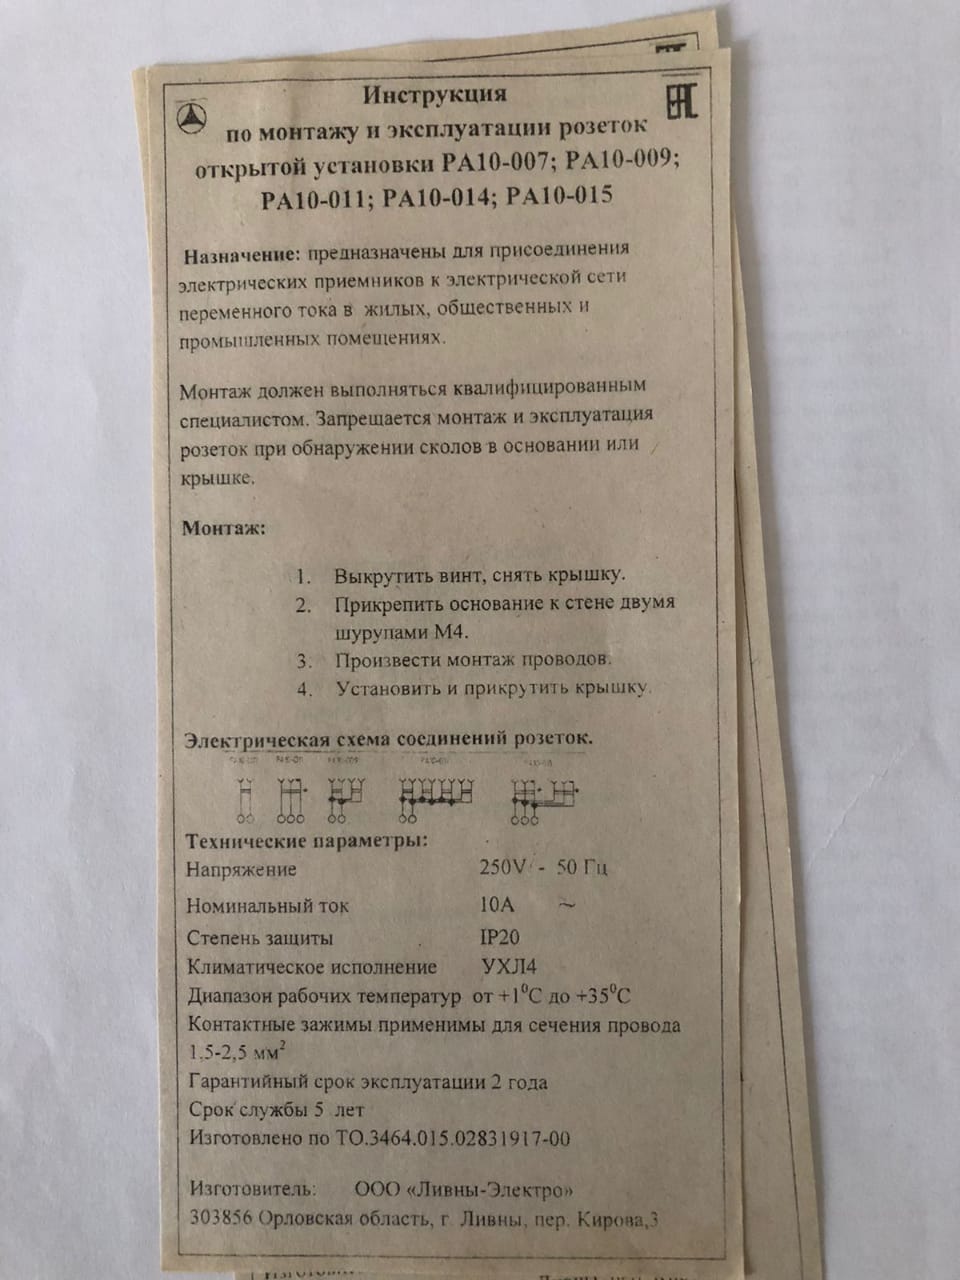 Инструкция
EAC
по монтажу и эксплуатации розеток
открытой установки РА10-007; РА10-009;
РА10-011; РА10-014; РА10-015
Назначение: предназначены для присоединения
электрических приемников к электрической сети
переменного тока в жилых, общественных и
промышленных помещениях.
Монтаж должен выполняться квалифицированным
специалистом. Запрещается монтаж и эксплуатация
розеток при обнаружении сколов в основании или
крышке.
Монтаж:
1. Выкрутить винт, снять крышку.
2. Прикрепить основание к стене двумя
шурупами М4.
3. Произвести монтаж проводов.
4. Установить и прикрутить крышку.
Электрическая схема соединений розеток.
Технические параметры:
Напряжение 250V - 50 Гц
Номинальный ток 10А ~
Степень защиты IP20
Климатическое исполнение УХЛ4
Диапазон рабочих температур от +1⁰С до +35⁰С
Контактные зажимы применимы для сечения провода
1,5-2,5 мм²
Гарантийный срок эксплуатации 2 года
Срок службы 5 лет
Изготовлено по ТО.3464.015.02831917-00
Изготовитель: ООО «Ливны-Электро»
303856 Орловская область, г. Ливны, пер. Кирова,3